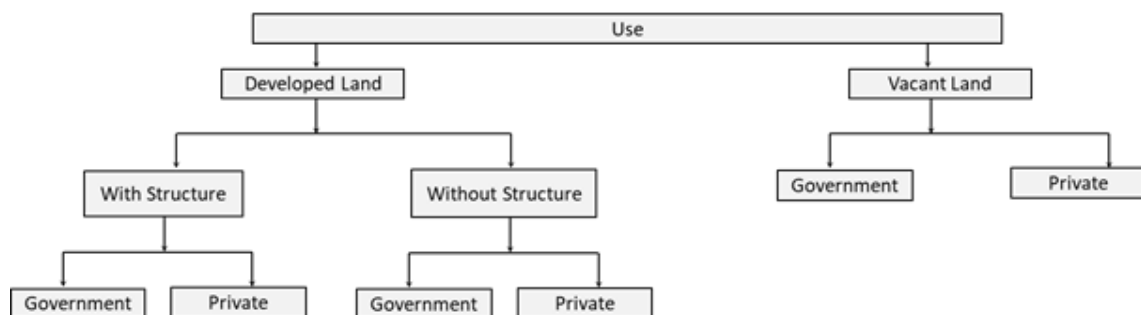 Use
Developed Land
Vacant Land
With Structure
Without Structure
Government
Private
Government
Private
Government
Private